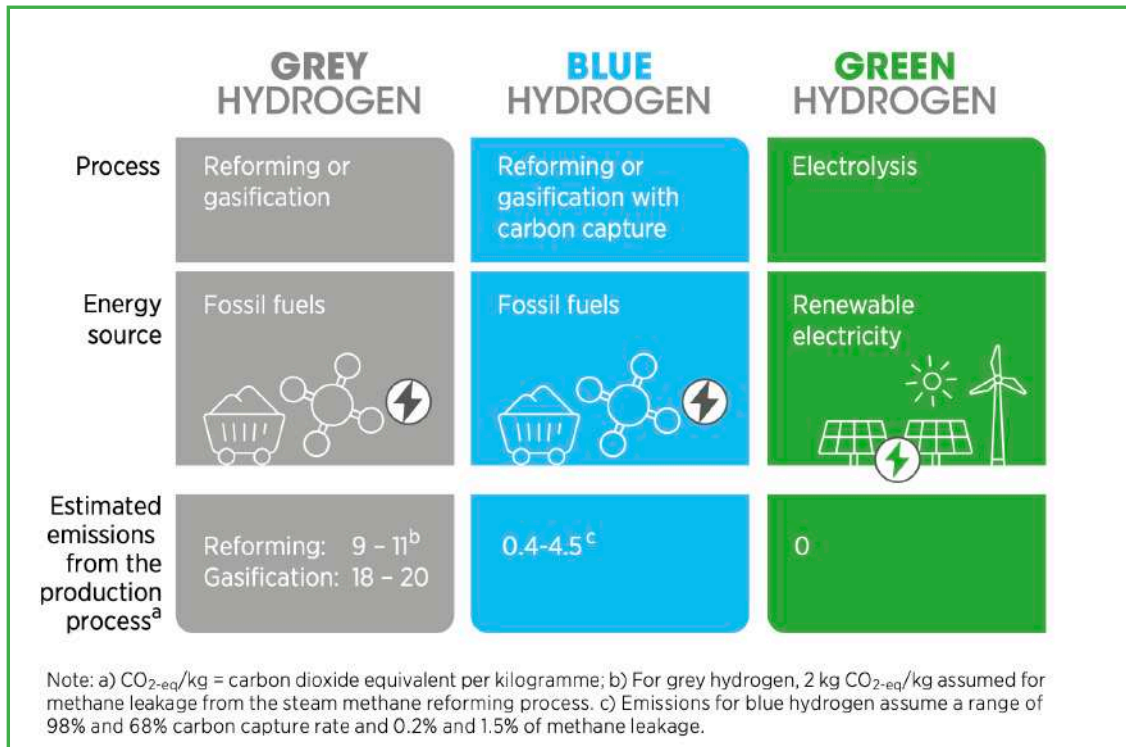 GREY
HYDROGEN
BLUE
HYDROGEN
GREEN
HYDROGEN
Process
Reforming or
gasification
Reforming or
gasification with
carbon capture
Electrolysis
Energy
source
Fossil fuels
Fossil fuels
Renewable
electricity
Estimated
emissions
from the
production
processᵃ
Reforming: 9 – 11ᵇ
Gasification: 18 – 20
0.4-4.5ᶜ
0
Note: a) CO₂₋ₑq/kg = carbon dioxide equivalent per kilogramme; b) For grey hydrogen, 2 kg CO₂₋ₑq/kg assumed for
methane leakage from the steam methane reforming process. c) Emissions for blue hydrogen assume a range of
98% and 68% carbon capture rate and 0.2% and 1.5% of methane leakage.